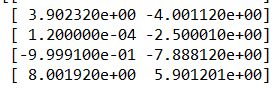 [ 3.902320e+00 -4.001120e+00]
[ 1.200000e-04 -2.500010e+00]
[-9.999100e-01 -7.888120e+00]
[ 8.001920e+00 5.901201e+00]